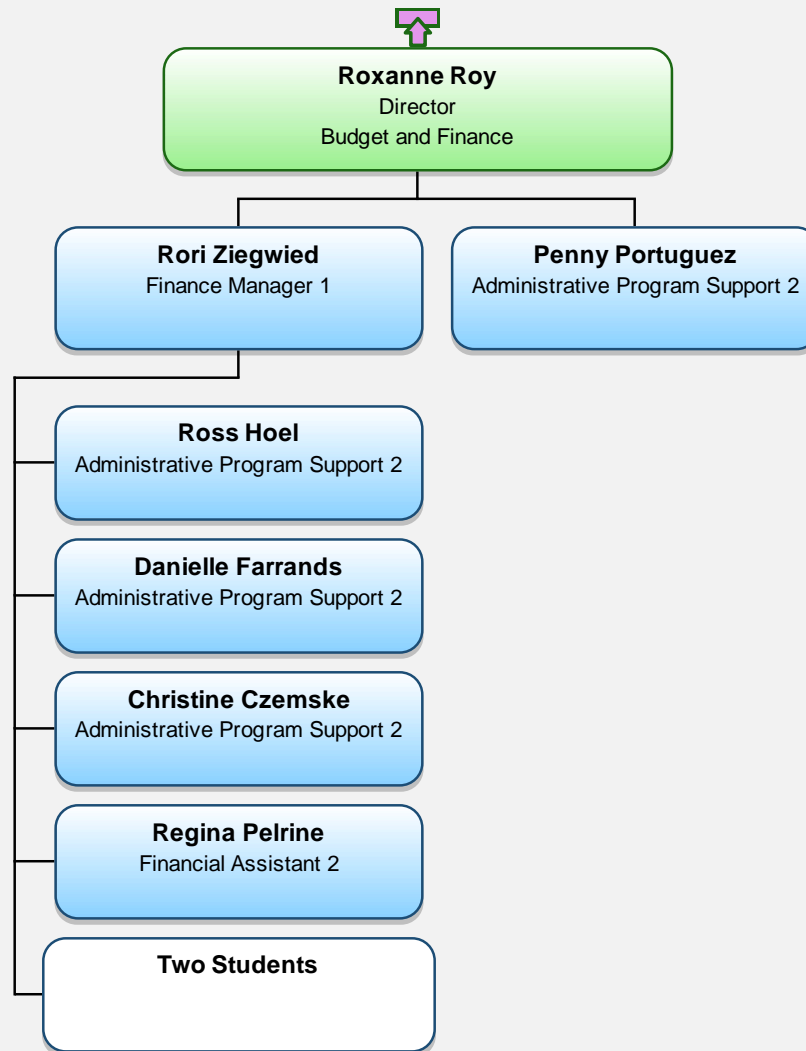 Roxanne Roy
Director
Budget and Finance
Rori Ziegwied
Finance Manager 1
Penny Portuguez
Administrative Program Support 2
Ross Hoel
Administrative Program Support 2
Danielle Farrands
Administrative Program Support 2
Christine Czemske
Administrative Program Support 2
Regina Pelrine
Financial Assistant 2
Two Students